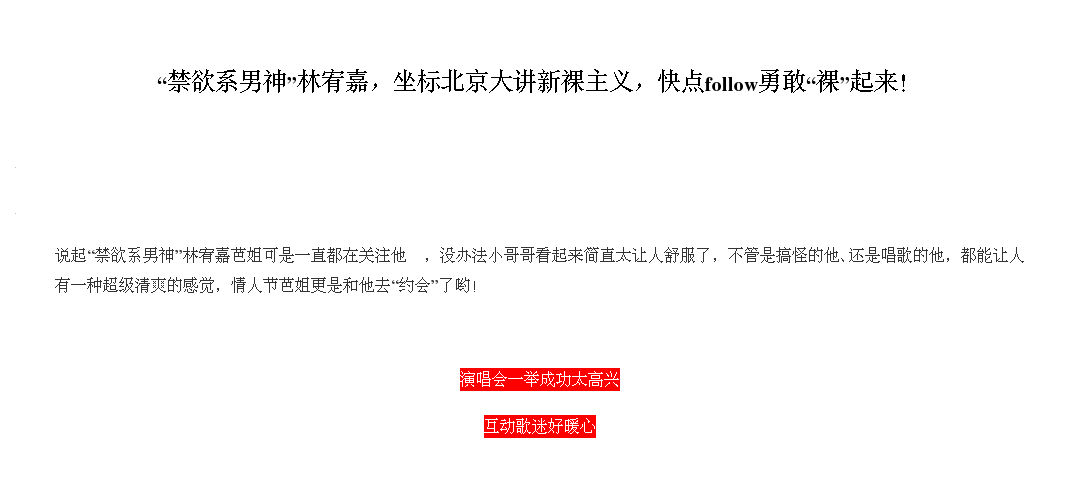 “禁欲系男神”林宥嘉，坐标北京大讲新裸主义，快点follow勇敢“裸”起来！
说起“禁欲系男神”林宥嘉芭姐可是一直都在关注他 ，没办法小哥哥看起来简直太让人舒服了，不管是搞怪的他、还是唱歌的他，都能让人
有一种超级清爽的感觉，情人节芭姐更是和他去“约会”了哟！
演唱会一举成功太高兴
互动歌迷好暖心